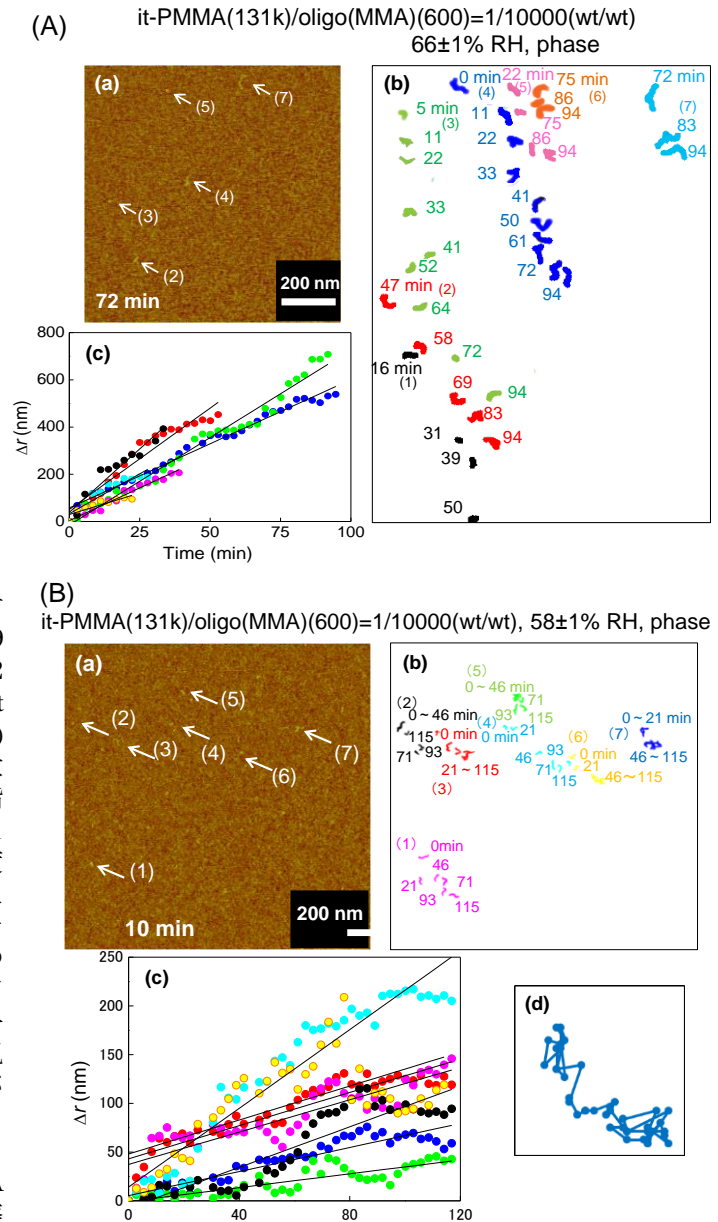 (A)
it-PMMA(131k)/oligo(MMA)(600)=1/10000(wt/wt)
66±1% RH, phase
(a)
(5)
(7)
(4)
(3)
(2)
200 nm
72 min
(b)
0 min
(4)
22 min
(5)
75 min
(6)
72 min
(7)
5 min
(3)
11
86
94
75
83
11
22
86
94
94
22
33
33
41
50
41
61
52
72
47 min (2)
94
64
58
16 min
(1)
72
69
94
83
31
94
39
50
(c)
800
600
400
200
0
Δr (nm)
0
25
50
75
100
Time (min)
(B)
it-PMMA(131k)/oligo(MMA)(600)=1/10000(wt/wt), 58±1% RH, phase
(a)
(5)
(2)
(3)
(4)
(6)
(7)
(1)
10 min
200 nm
(b)
(5)
0~46 min
(2)
0~46 min
71
93
115
(4)
0~21 min
(7)
115
0 min
0min
21
(6)
71
93
46
93
0 min
46~115
21~115
71
21
115
46~115
(3)
(1)
0min
46
21
71
93
115
(c)
250
200
150
100
50
0
Δr (nm)
0
40
80
120
(d)